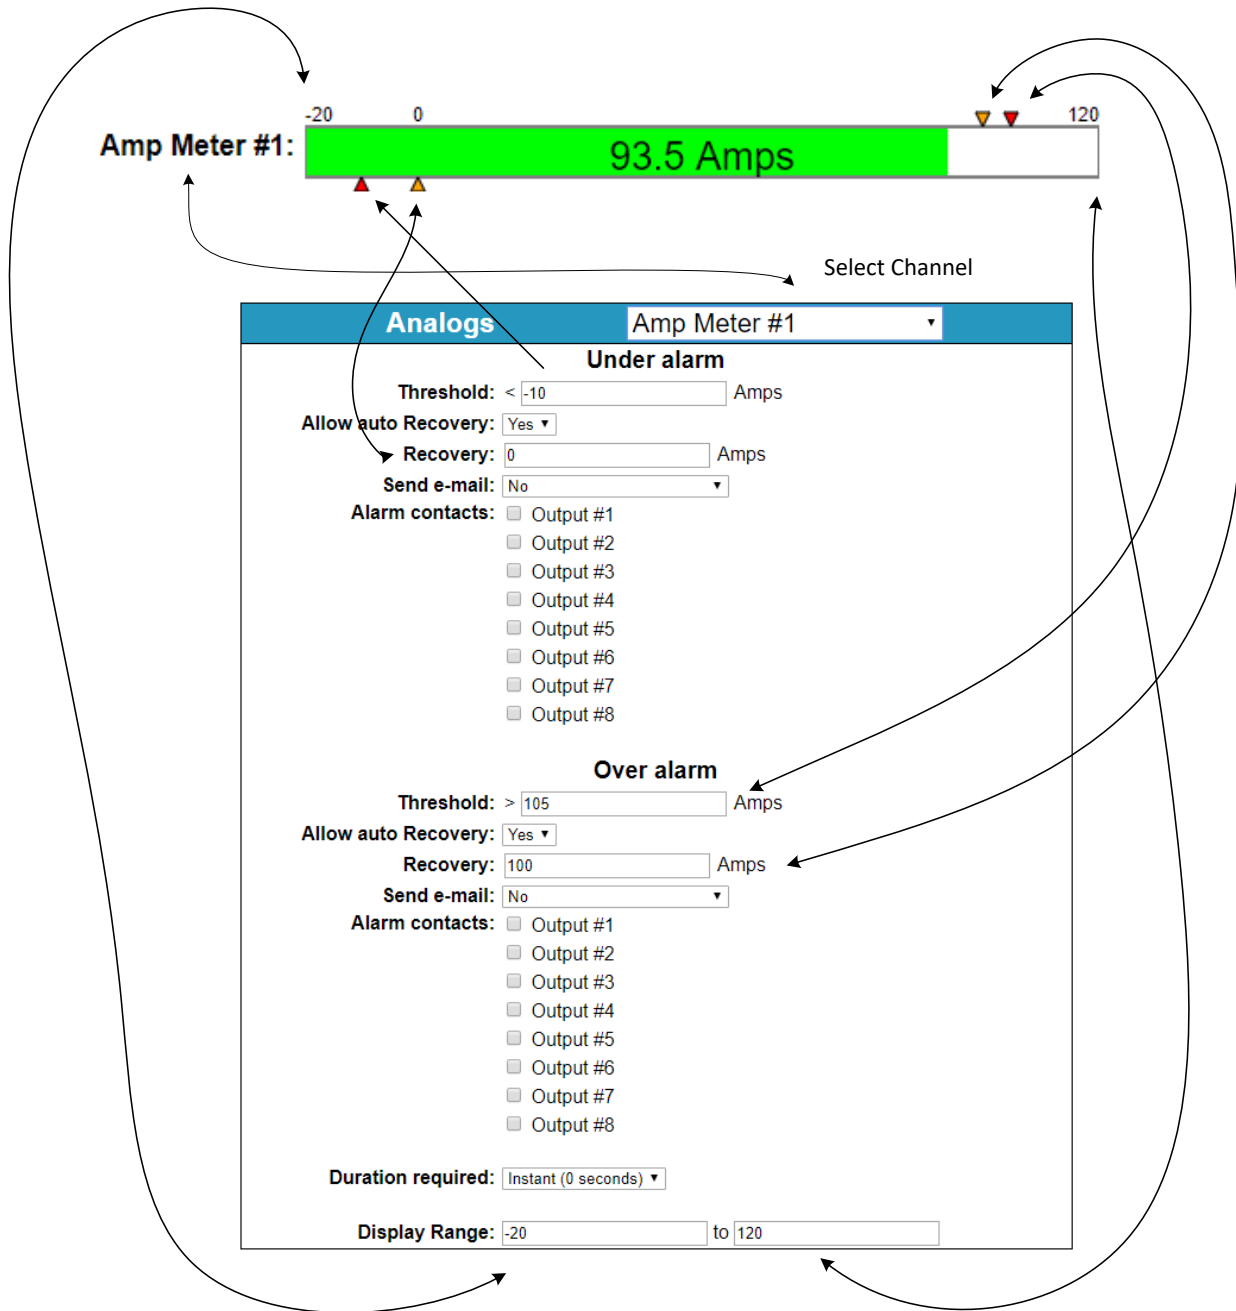 -20 0 120
Amp Meter #1: 93.5 Amps
Select Channel
Analogs Amp Meter #1
Under alarm
Threshold: < -10 Amps
Allow auto Recovery: Yes
Recovery: 0 Amps
Send e-mail: No
Alarm contacts: Output #1
Output #2
Output #3
Output #4
Output #5
Output #6
Output #7
Output #8
Over alarm
Threshold: > 105 Amps
Allow auto Recovery: Yes
Recovery: 100 Amps
Send e-mail: No
Alarm contacts: Output #1
Output #2
Output #3
Output #4
Output #5
Output #6
Output #7
Output #8
Duration required: Instant (0 seconds)
Display Range: -20 to 120